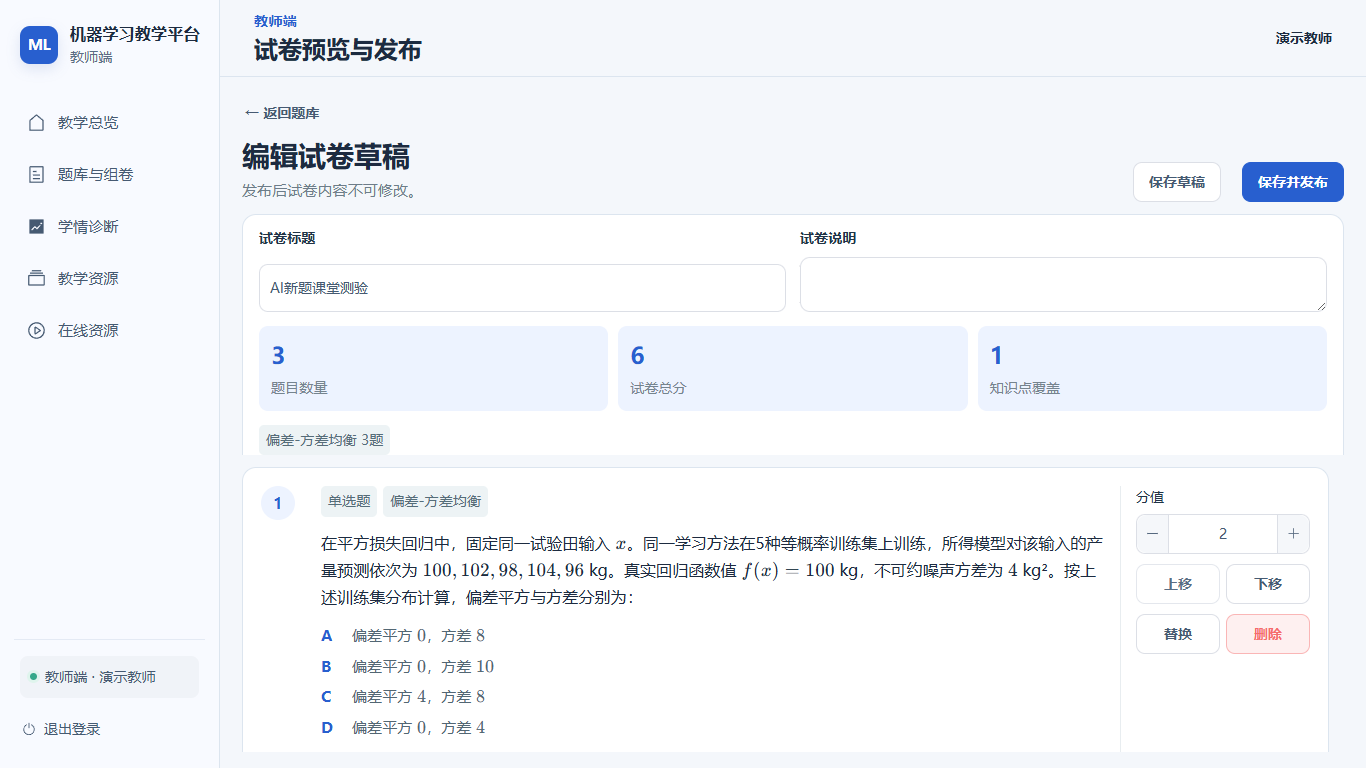 ML
机器学习教学平台
教师端
教学总览
题库与组卷
学情诊断
教学资源
在线资源
教师端 · 演示教师
退出登录
教师端
试卷预览与发布
演示教师
← 返回题库
编辑试卷草稿
发布后试卷内容不可修改。
保存草稿
保存并发布
试卷标题
AI新题课堂测验
试卷说明
3
题目数量
6
试卷总分
1
知识点覆盖
偏差-方差均衡 3题
1
单选题
偏差-方差均衡
在平方损失回归中，固定同一试验田输入 x。同一学习方法在5种等概率训练集上训练，所得模型对该输入的产
量预测依次为 100, 102, 98, 104, 96 kg。真实回归函数值 f(x) = 100 kg，不可约噪声方差为 4 kg²。按上
述训练集分布计算，偏差平方与方差分别为：
A 偏差平方 0，方差 8
B 偏差平方 0，方差 10
C 偏差平方 4，方差 8
D 偏差平方 0，方差 4
分值
− 2 +
上移
下移
替换
删除